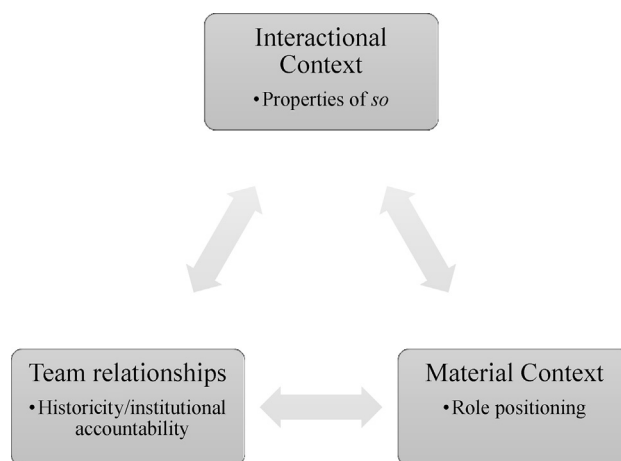 Interactional
Context
•Properties of so
Team relationships
•Historicity/institutional
accountability
Material Context
•Role positioning